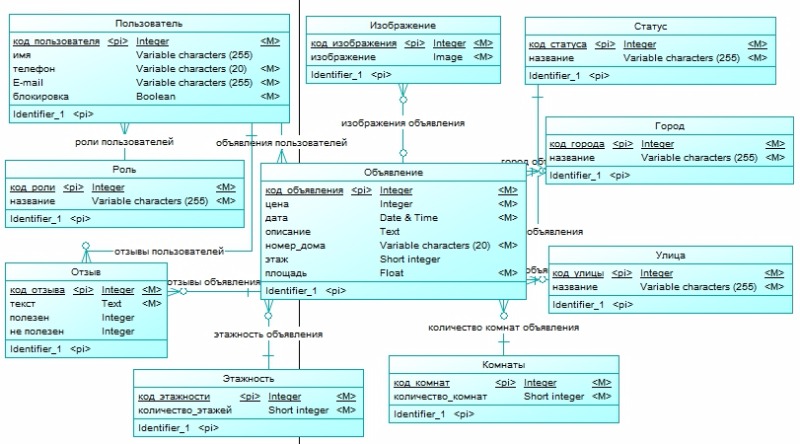 Пользователь
код_пользователя <pi> Integer <M>
имя Variable characters (255)
телефон Variable characters (20) <M>
E-mail Variable characters (255) <M>
блокировка Boolean <M>
Identifier_1 <pi>
Изображение
код_изображения <pi> Integer <M>
изображение Image <M>
Identifier_1 <pi>
Статус
код_статуса <pi> Integer <M>
название Variable characters (255) <M>
Identifier_1 <pi>
изображения объявления
роли пользователей
объявления пользователей
Город
код_города <pi> Integer <M>
название Variable characters (255) <M>
Identifier_1 <pi>
город
Роль
код_роли <pi> Integer <M>
название Variable characters (255) <M>
Identifier_1 <pi>
Объявление
код_объявления <pi> Integer <M>
цена Integer <M>
дата Date & Time <M>
описание Text
номер_дома Variable characters (20) <M>
этаж Short integer
площадь Float <M>
Identifier_1 <pi>
объявления
отзывы пользователей
Улица
код_улицы <pi> Integer <M>
название Variable characters (255) <M>
Identifier_1 <pi>
Отзыв
код_отзыва <pi> Integer <M>
текст Text <M>
полезен Integer
не полезен Integer
Identifier_1 <pi>
отзывы объявления
этажность объявления
количество комнат объявления
Этажность
код_этажности <pi> Integer <M>
количество_этажей Short integer <M>
Identifier_1 <pi>
Комнаты
код_комнат <pi> Integer <M>
количество_комнат Short integer <M>
Identifier_1 <pi>